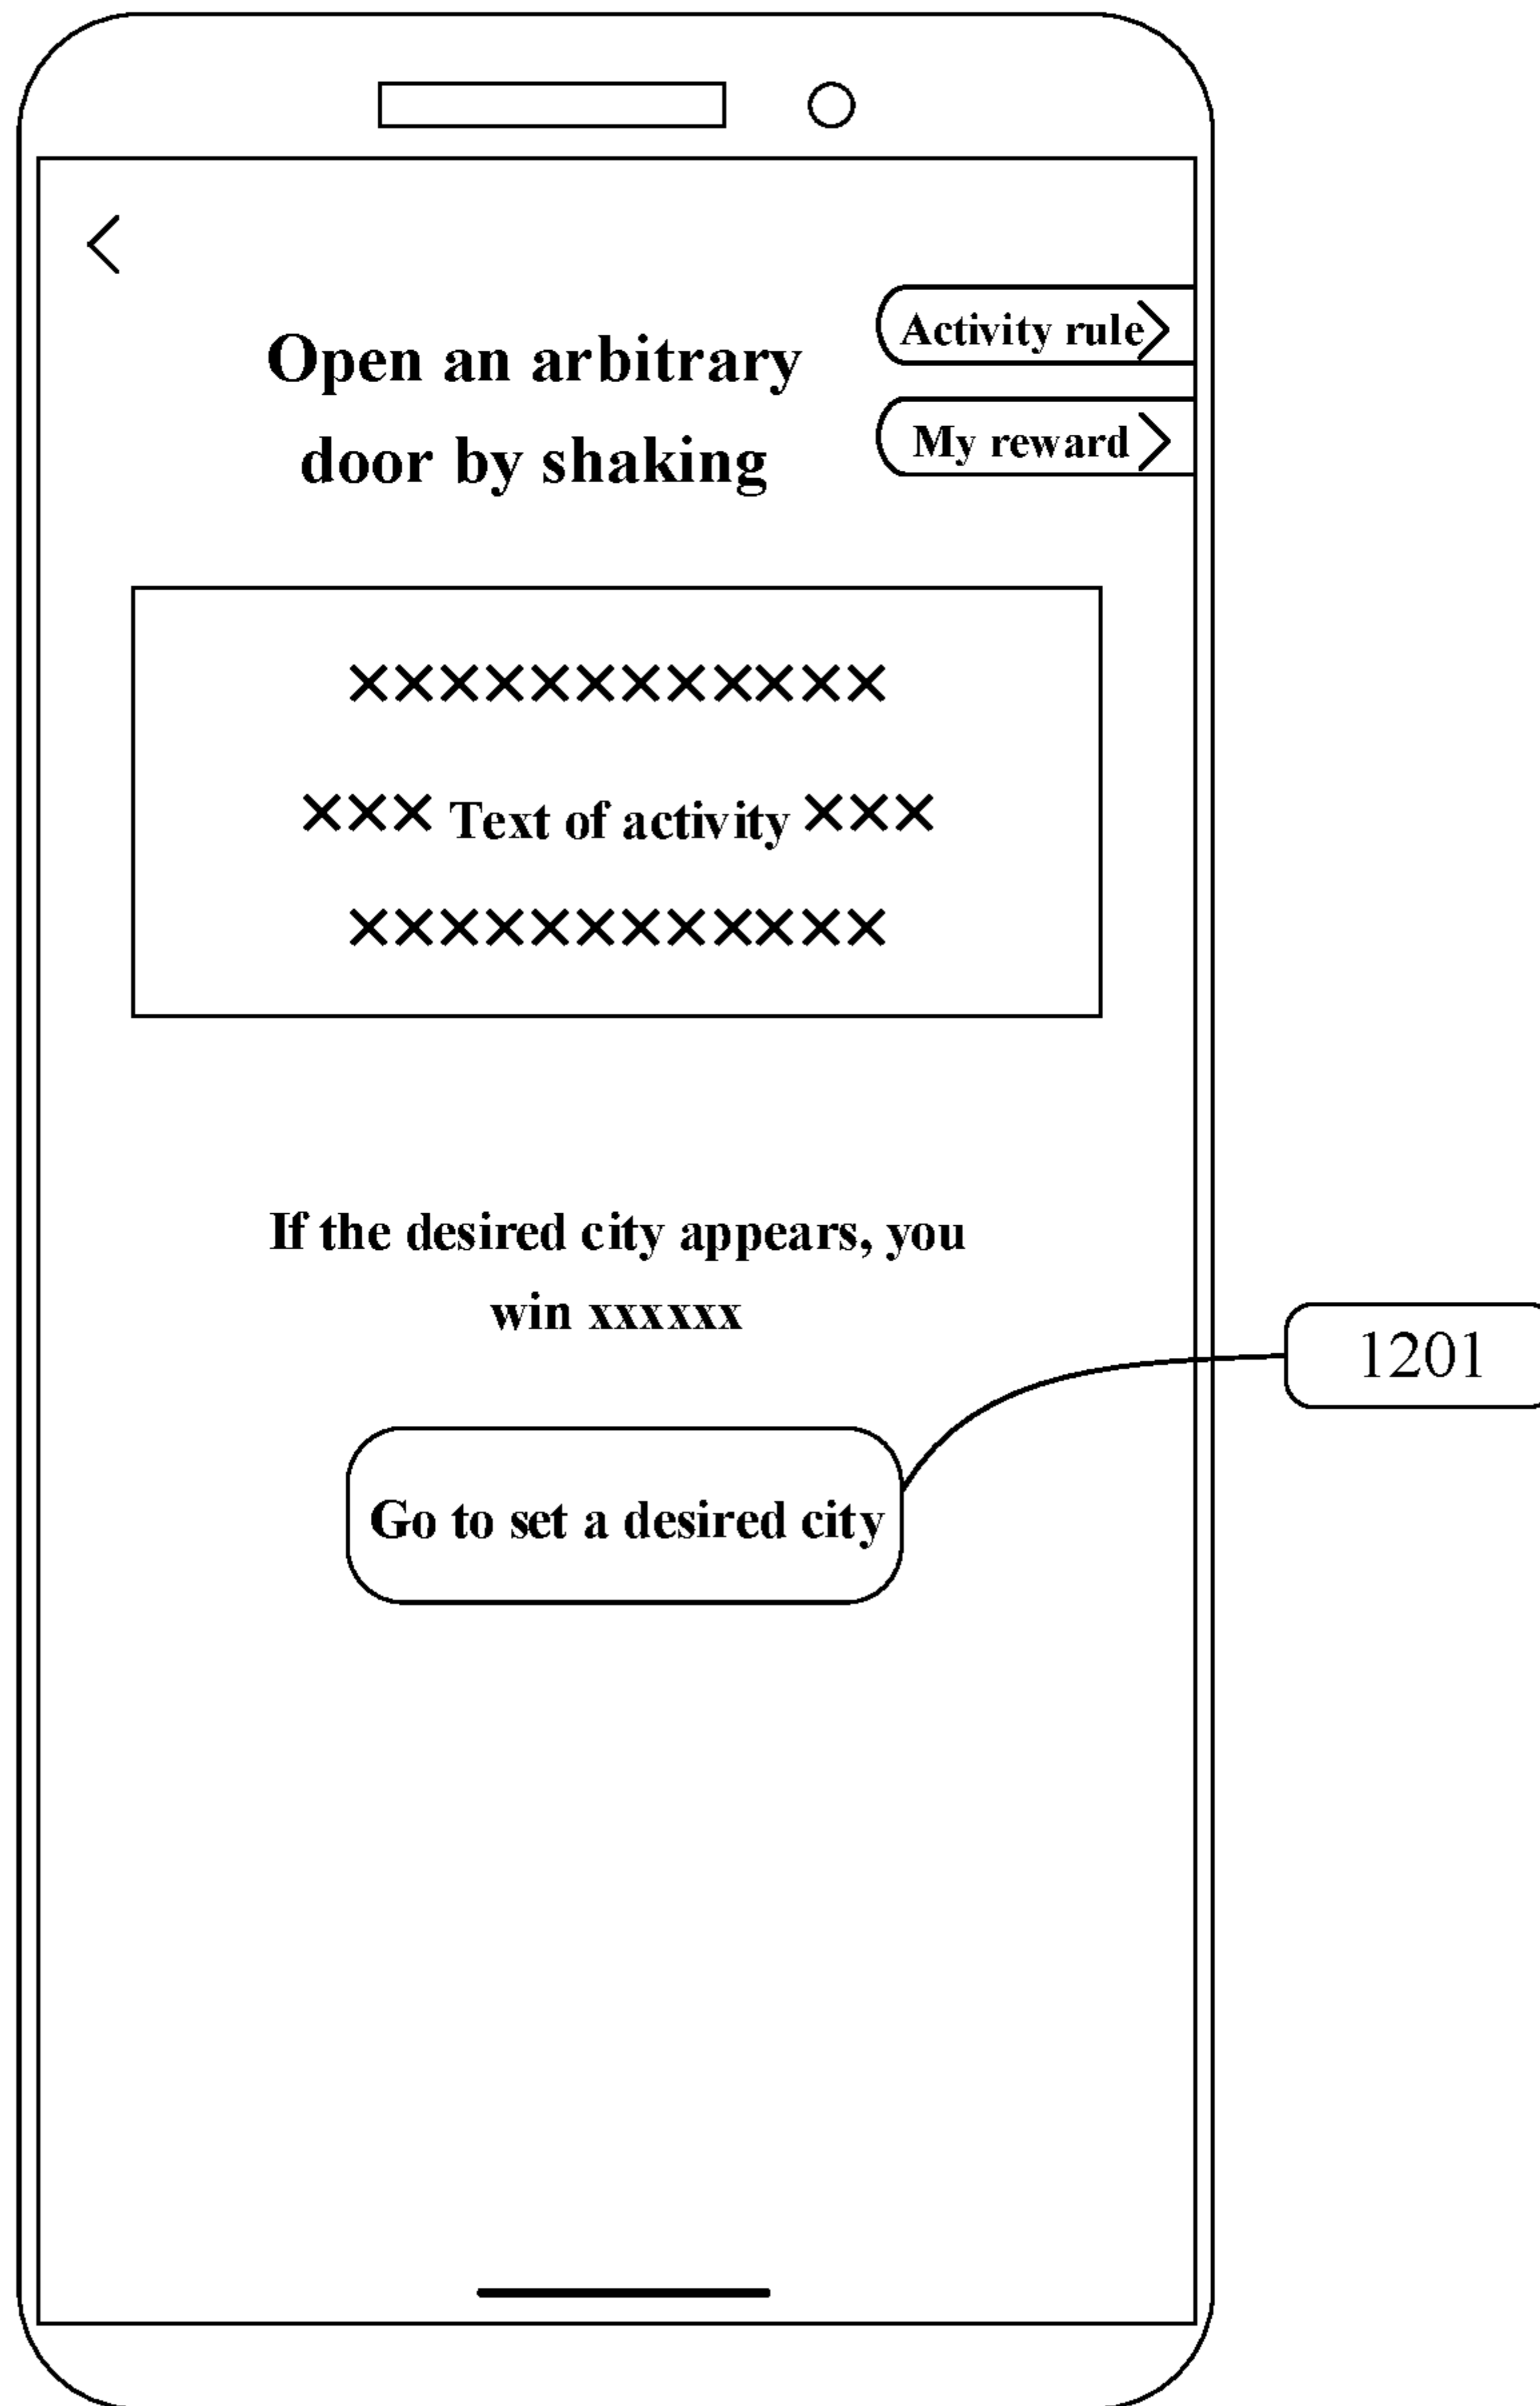 Activity rule
Open an arbitrary
My reward
door by shaking
××××××××××××
××× Text of activity ×××
××××××××××××
If the desired city appears, you
win xxxxxx
1201
Go to set a desired city